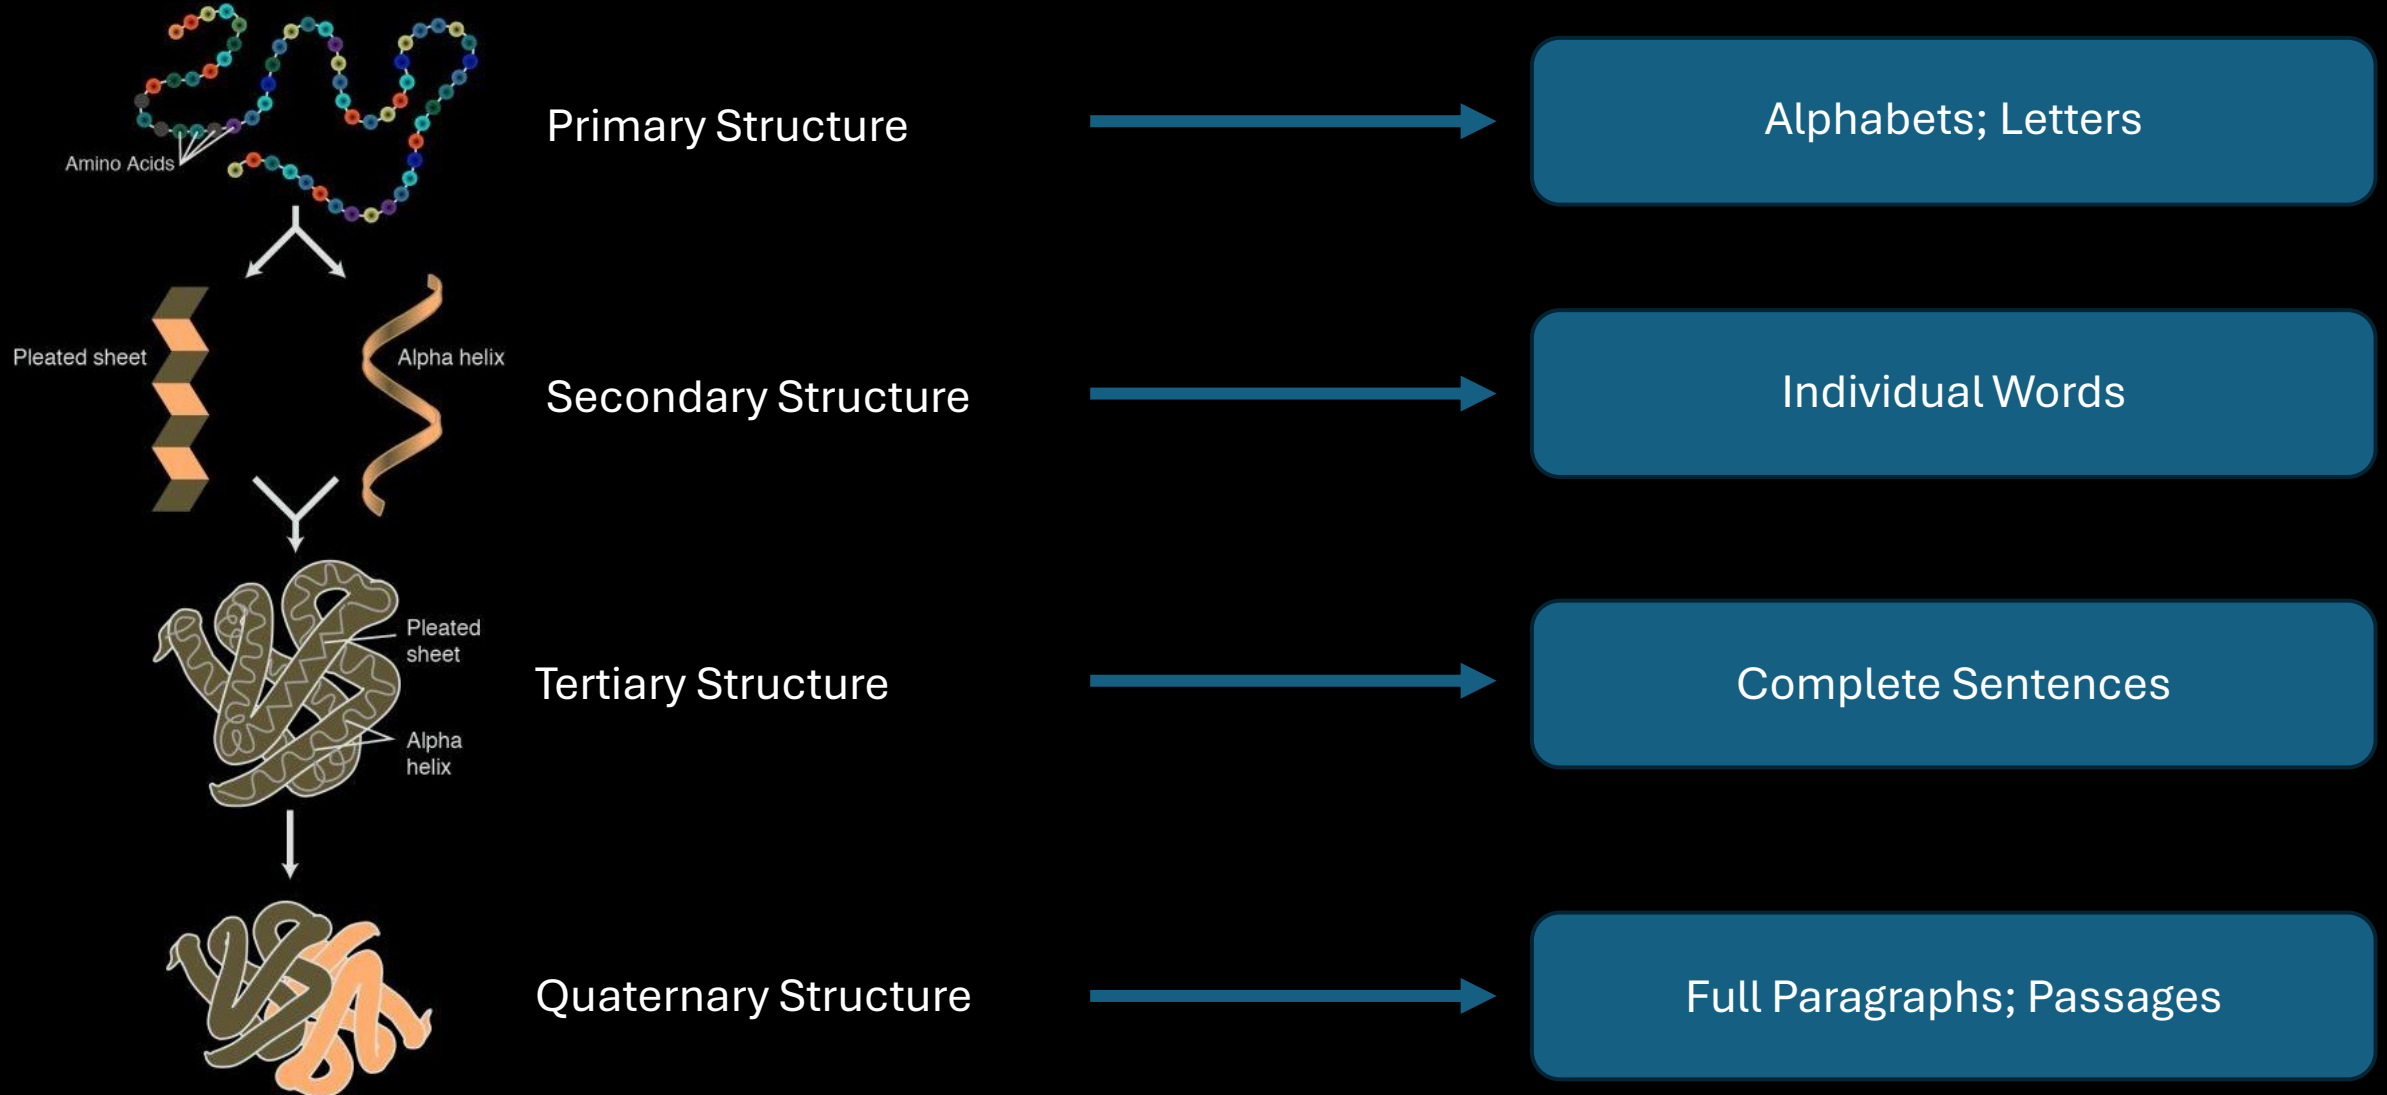 Amino Acids
Primary Structure
Alphabets; Letters
Pleated sheet
Alpha helix
Secondary Structure
Individual Words
Pleated
sheet
Alpha
helix
Tertiary Structure
Complete Sentences
Quaternary Structure
Full Paragraphs; Passages